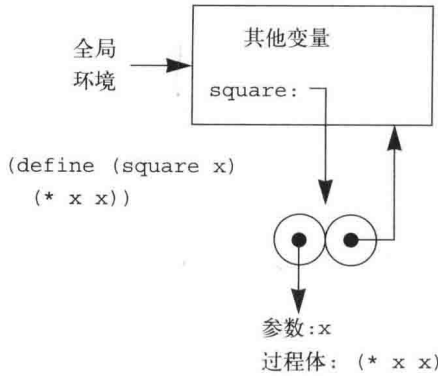 全局
环境
其他变量
square:
(define (square x)
(* x x))
参数:x
过程体: (* x x)